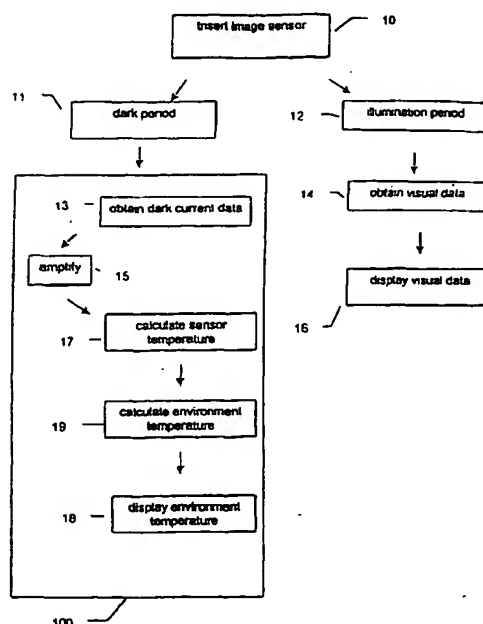 Insert image sensor
10
11
dark period
12
illumination period
13
obtain dark current data
14
obtain visual data
amplify
15
display visual data
16
17
calculate sensor
temperature
19
calculate environment
temperature
18
display environment
temperature
100